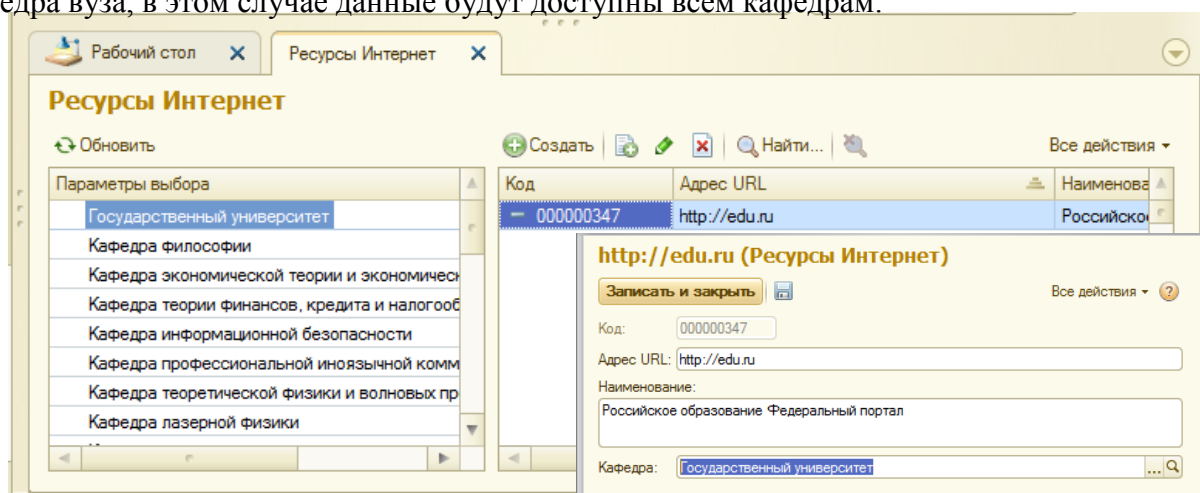 едра вуза, в этом случае данные будут доступны всем кафедрам.
Рабочий стол
Ресурсы Интернет
Ресурсы Интернет
Обновить
Создать
Найти...
Все действия
Параметры выбора
Код
Адрес URL
Наименова
Государственный университет
000000347
http://edu.ru
Российско
Кафедра философии
Кафедра экономической теории и экономическ
Кафедра теории финансов, кредита и налогооб
Кафедра информационной безопасности
Кафедра профессиональной иноязычной комм
Кафедра теоретической физики и волновых пр
Кафедра лазерной физики
http://edu.ru (Ресурсы Интернет)
Записать и закрыть
Все действия
Код:
000000347
Адрес URL:
http://edu.ru
Наименование:
Российское образование Федеральный портал
Кафедра:
Государственный университет